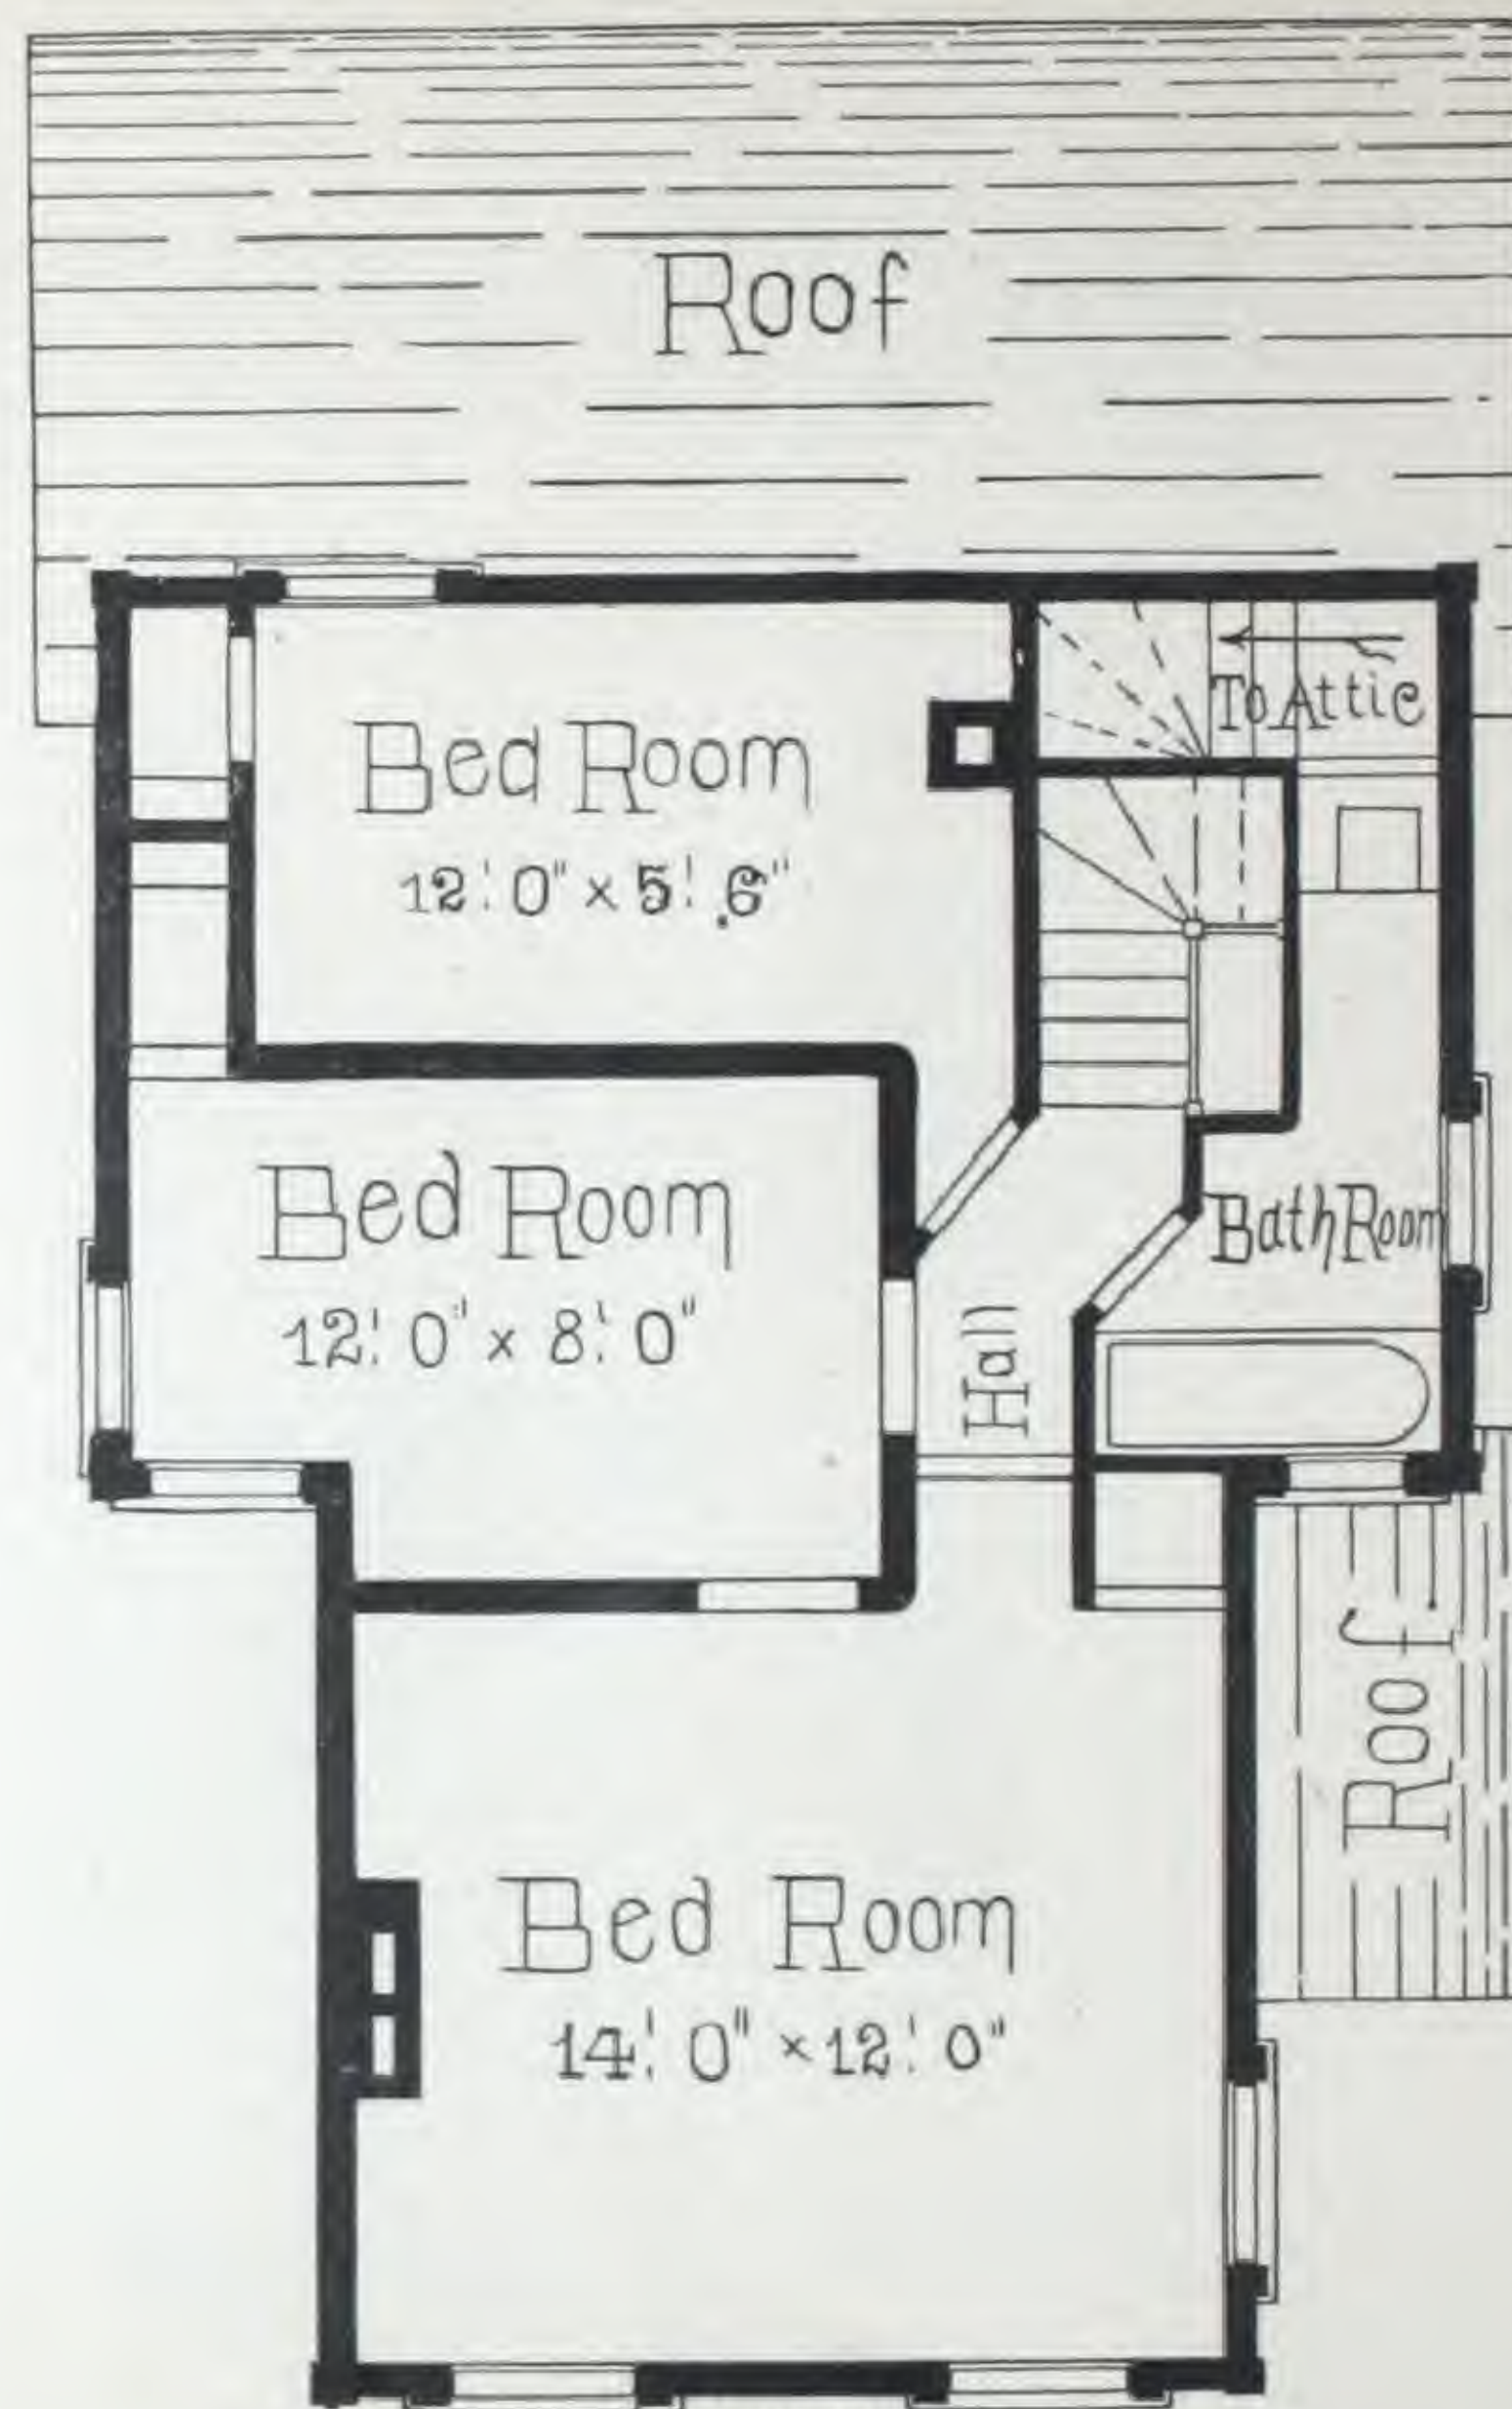 Roof
To Attic
Bed Room
12' 0" x 5' 6"
Bed Room
12' 0" x 8' 0"
Bath Room
Hall
Roof
Bed Room
14' 0" x 12' 0"